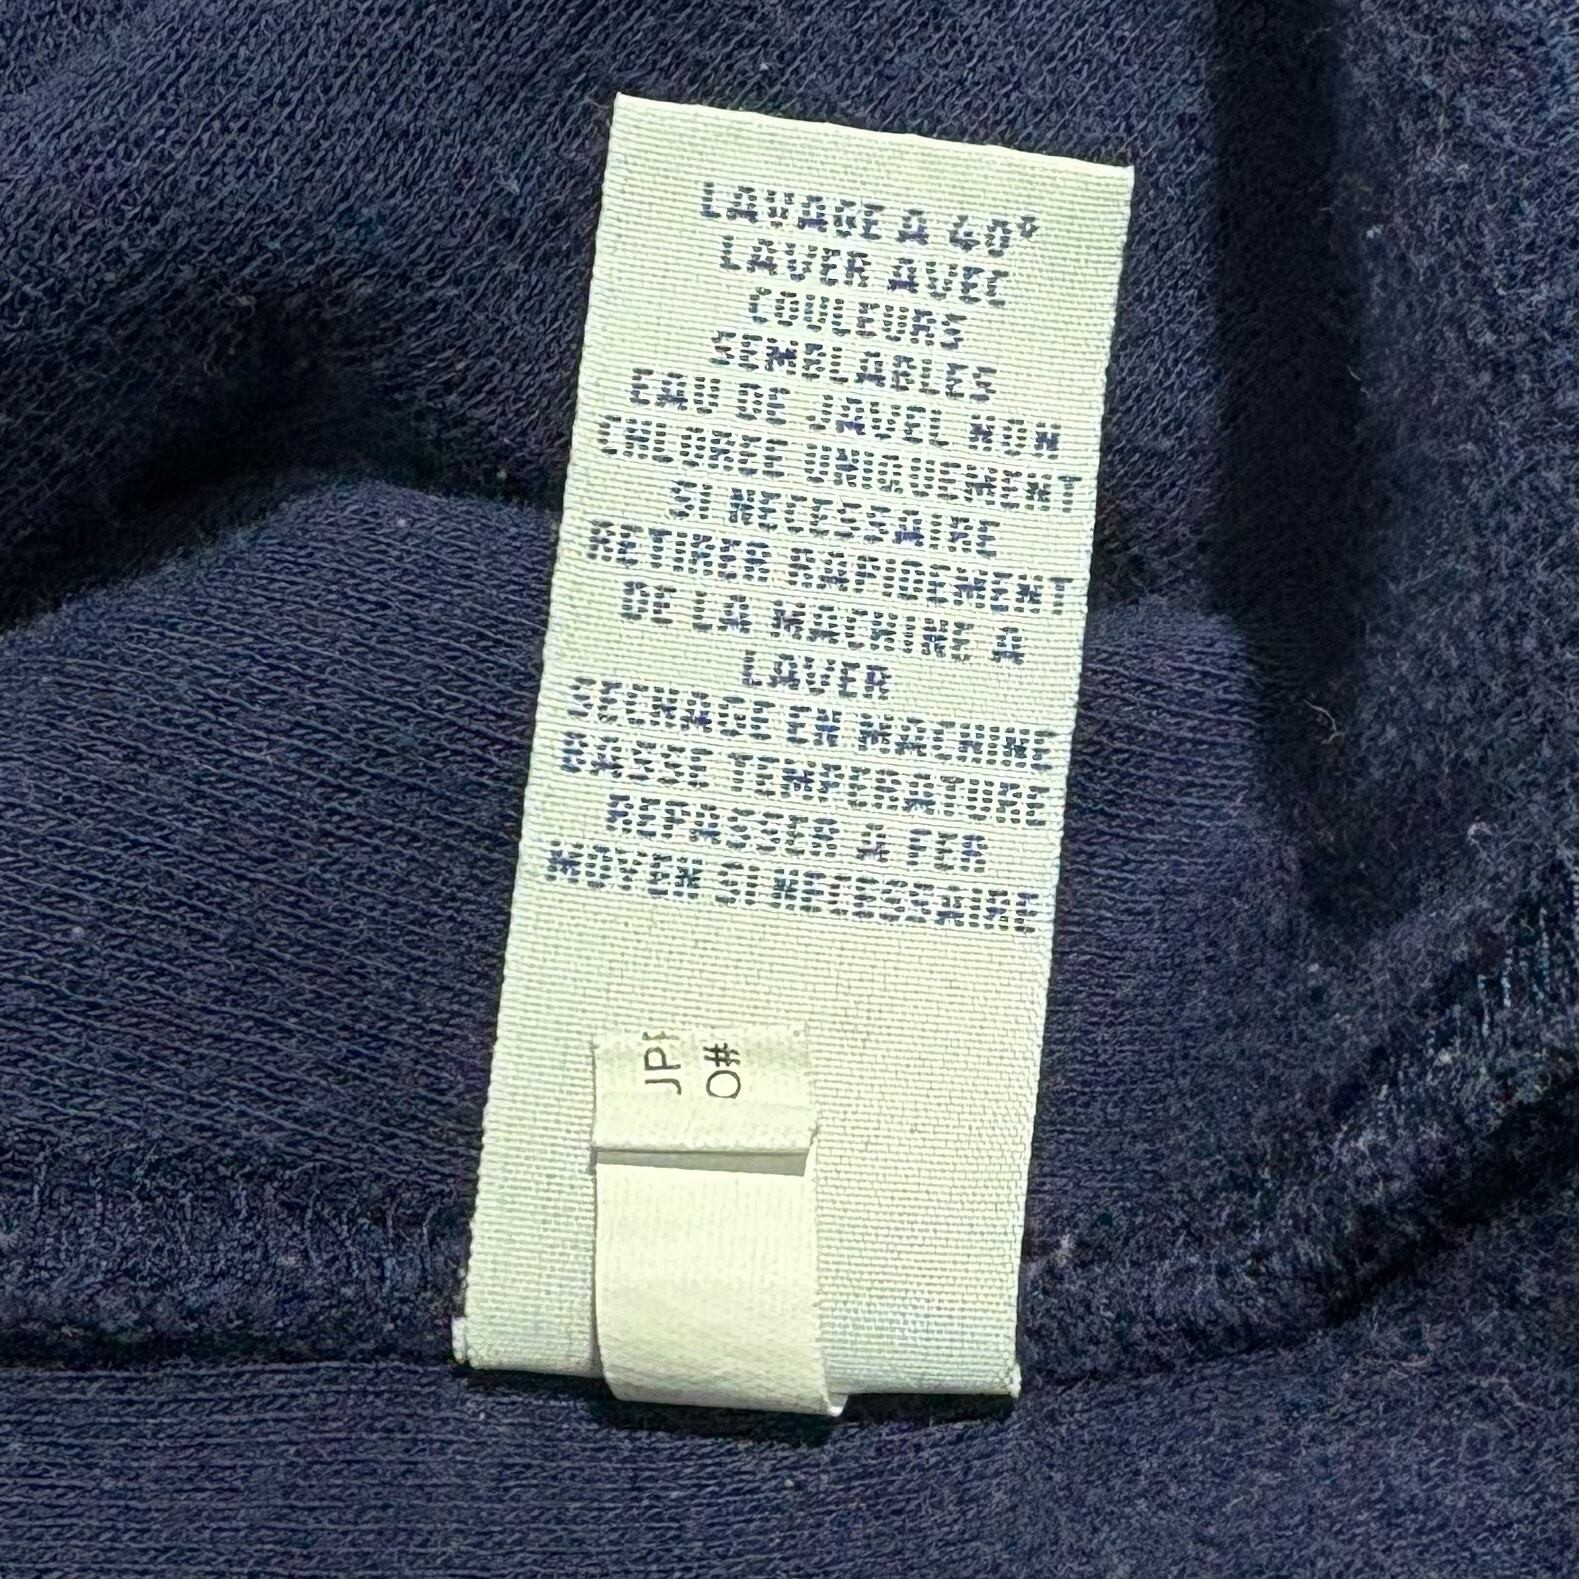 LAVAGE A 40°
LAVER AVEC
COULEURS
SEMBLABLES
EAU DE JAVEL NON
CHLOREE UNIQUEMENT
SI NECESSAIRE
RETIRER RAPIDEMENT
DE LA MACHINE A
LAVER
SECHAGE EN MACHINE
BASSE TEMPERATURE
REPASSER A FER
MOYEN SI NECESSAIRE
JP
O#